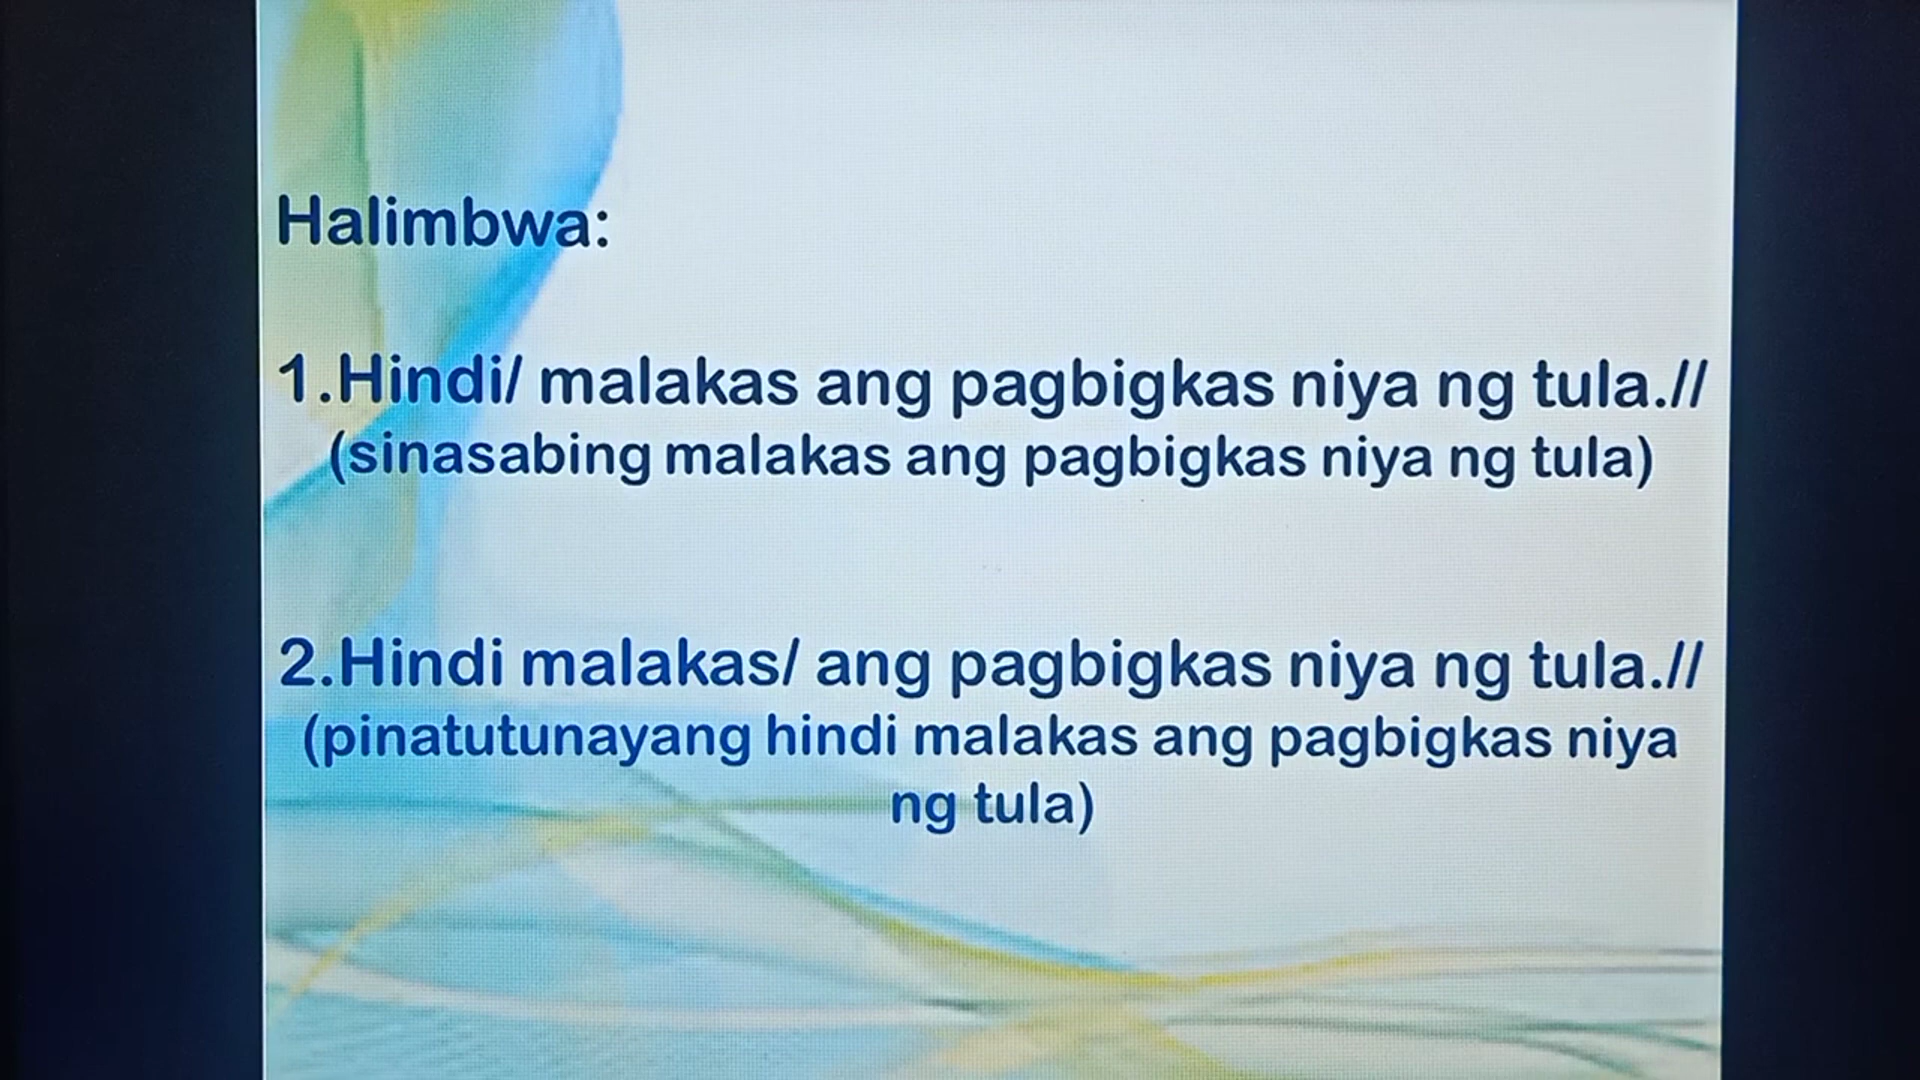 Halimbwa:
1.Hindi/ malakas ang pagbigkas niya ng tula.//
(sinasabing malakas ang pagbigkas niya ng tula)
2.Hindi malakas/ ang pagbigkas niya ng tula.//
(pinatutunayang hindi malakas ang pagbigkas niya
ng tula)